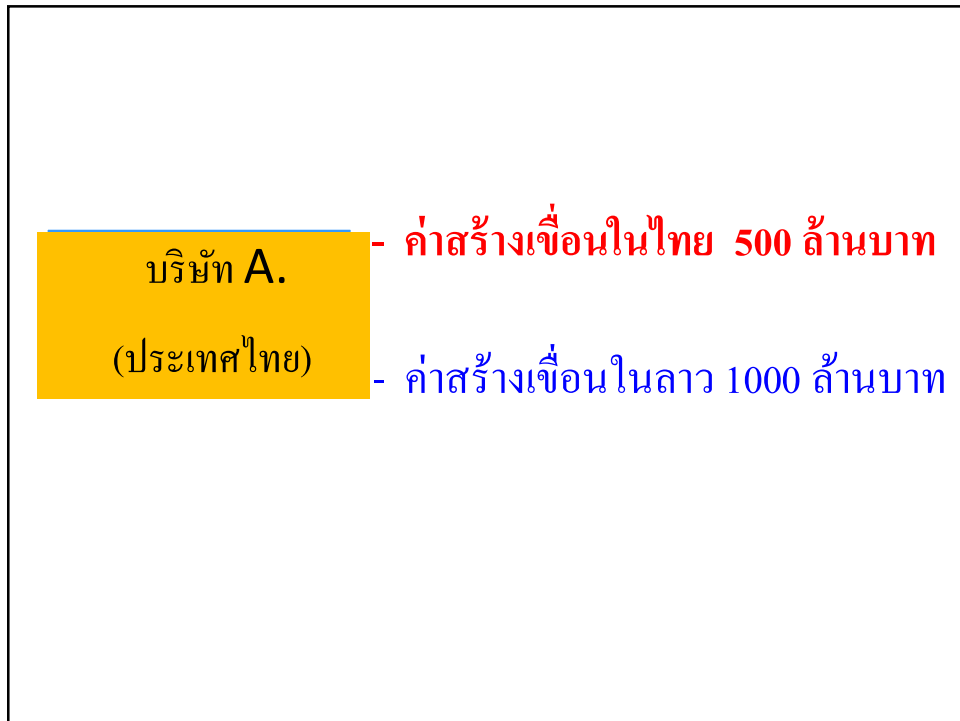 - ค่าสร้างเขื่อนในไทย 500 ล้านบาท
บริษัท A.
(ประเทศไทย)
- ค่าสร้างเขื่อนในลาว 1000 ล้านบาท